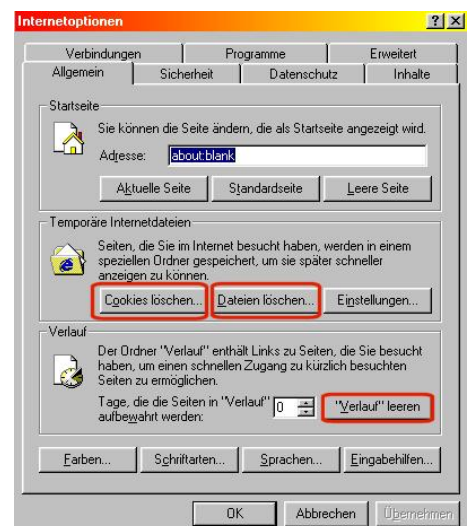 Internetoptionen
Verbindungen Programme Erweitert
Allgemein Sicherheit Datenschutz Inhalte
Startseite
Sie können die Seite ändern, die als Startseite angezeigt wird.
Adresse: about:blank
Aktuelle Seite Standardseite Leere Seite
Temporäre Internetdateien
Seiten, die Sie im Internet besucht haben, werden in einem
speziellen Ordner gespeichert, um sie später schneller
anzeigen zu können.
Cookies löschen... Dateien löschen... Einstellungen...
Verlauf
Der Ordner "Verlauf" enthält Links zu Seiten, die Sie besucht
haben, um einen schnellen Zugang zu kürzlich besuchten
Seiten zu ermöglichen.
Tage, die die Seiten in "Verlauf" 0 "Verlauf" leeren
aufbewahrt werden:
Farben... Schriftarten... Sprachen... Eingabehilfen...
OK Abbrechen Übernehmen